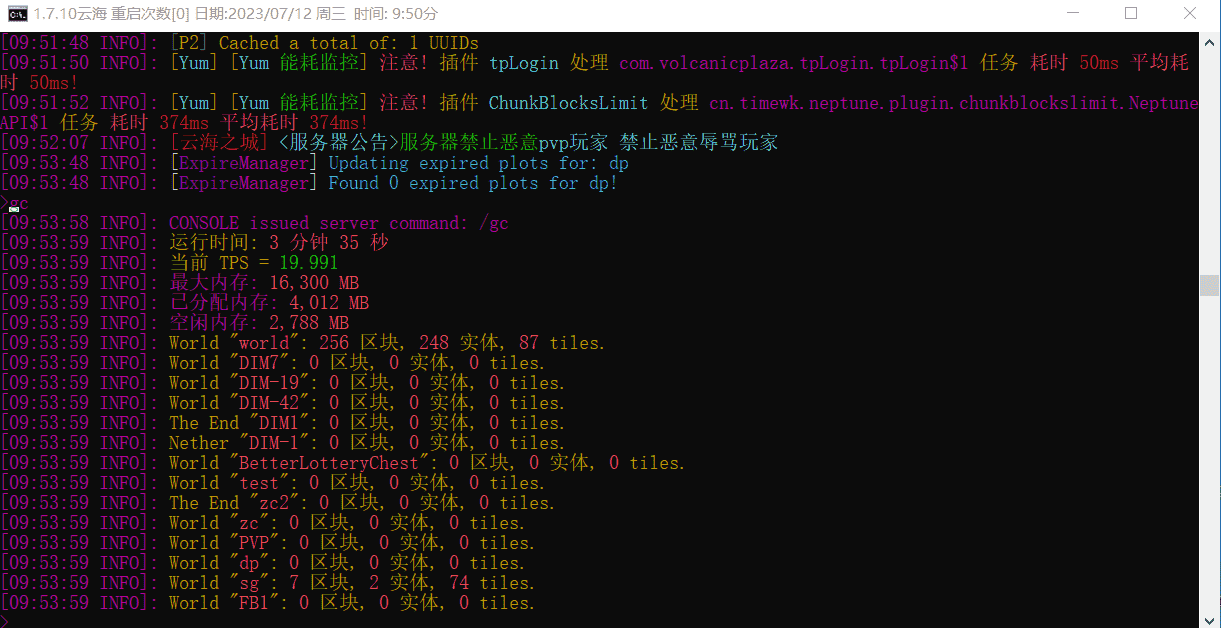 1.7.10云海 重启次数[0] 日期:2023/07/12 周三 时间: 9:50分
[09:51:48 INFO]: [P2] Cached a total of: 1 UUIDs
[09:51:50 INFO]: [Yum] [Yum 能耗监控] 注意! 插件 tpLogin 处理 com.volcanicplaza.tpLogin.tpLogin$1 任务 耗时 50ms 平均耗
时 50ms!
[09:51:52 INFO]: [Yum] [Yum 能耗监控] 注意! 插件 ChunkBlocksLimit 处理 cn.timewk.neptune.plugin.chunkblockslimit.Neptune
API$1 任务 耗时 374ms 平均耗时 374ms!
[09:52:07 INFO]: [云海之城] <服务器公告>服务器禁止恶意pvp玩家 禁止恶意辱骂玩家
[09:53:48 INFO]: [ExpireManager] Updating expired plots for: dp
[09:53:48 INFO]: [ExpireManager] Found 0 expired plots for dp!
>gc
[09:53:58 INFO]: CONSOLE issued server command: /gc
[09:53:59 INFO]: 运行时间: 3 分钟 35 秒
[09:53:59 INFO]: 当前 TPS = 19.991
[09:53:59 INFO]: 最大内存: 16,300 MB
[09:53:59 INFO]: 已分配内存: 4,012 MB
[09:53:59 INFO]: 空闲内存: 2,788 MB
[09:53:59 INFO]: World "world": 256 区块, 248 实体, 87 tiles.
[09:53:59 INFO]: World "DIM7": 0 区块, 0 实体, 0 tiles.
[09:53:59 INFO]: World "DIM-19": 0 区块, 0 实体, 0 tiles.
[09:53:59 INFO]: World "DIM-42": 0 区块, 0 实体, 0 tiles.
[09:53:59 INFO]: The End "DIM1": 0 区块, 0 实体, 0 tiles.
[09:53:59 INFO]: Nether "DIM-1": 0 区块, 0 实体, 0 tiles.
[09:53:59 INFO]: World "BetterLotteryChest": 0 区块, 0 实体, 0 tiles.
[09:53:59 INFO]: World "test": 0 区块, 0 实体, 0 tiles.
[09:53:59 INFO]: The End "zc2": 0 区块, 0 实体, 0 tiles.
[09:53:59 INFO]: World "zc": 0 区块, 0 实体, 0 tiles.
[09:53:59 INFO]: World "PVP": 0 区块, 0 实体, 0 tiles.
[09:53:59 INFO]: World "dp": 0 区块, 0 实体, 0 tiles.
[09:53:59 INFO]: World "sg": 7 区块, 2 实体, 74 tiles.
[09:53:59 INFO]: World "FB1": 0 区块, 0 实体, 0 tiles.
>